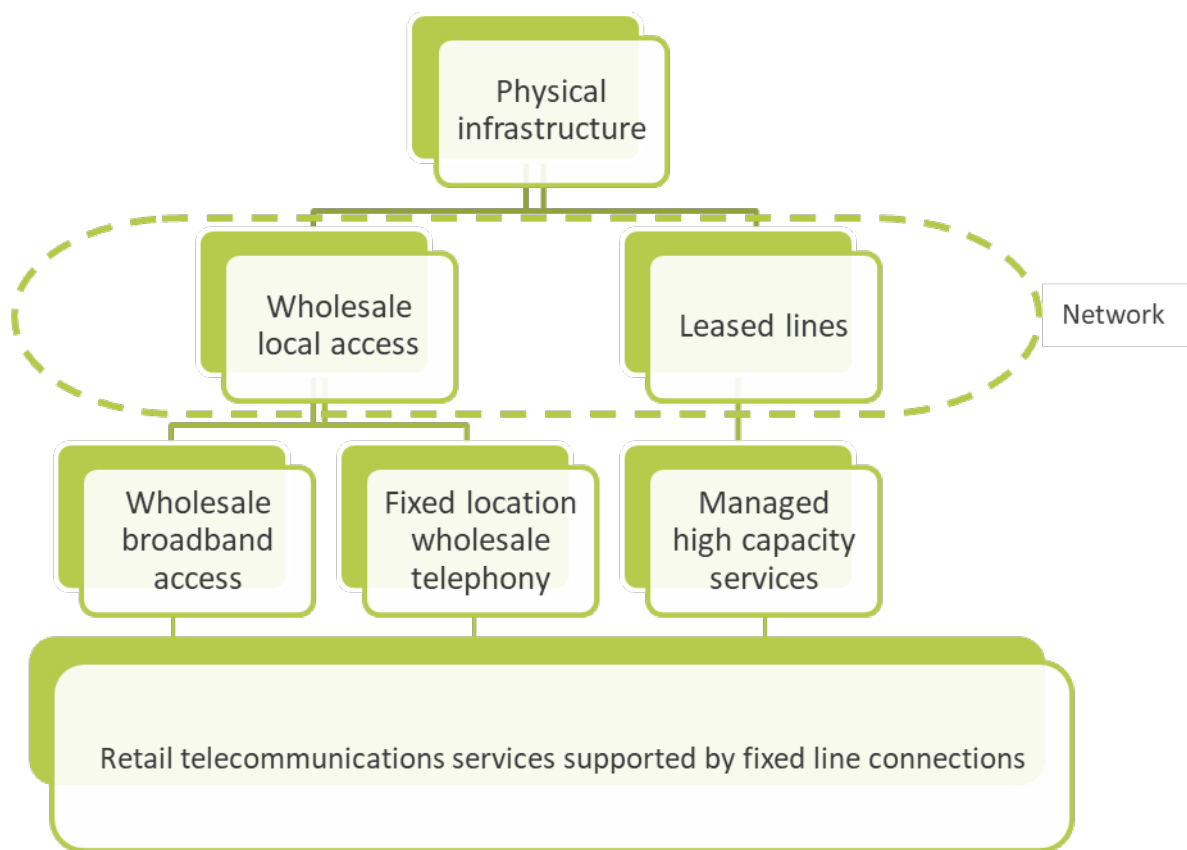 Physical
infrastructure
Wholesale
local access
Leased lines
Network
Wholesale
broadband
access
Fixed location
wholesale
telephony
Managed
high capacity
services
Retail telecommunications services supported by fixed line connections